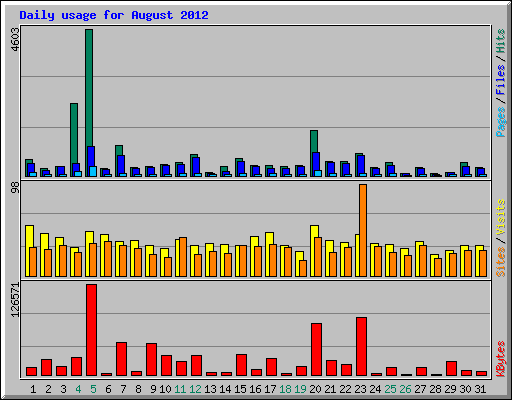 Daily usage for August 2012
4603
Pages / Files / Hits
98
Sites / Visits
126571
KBytes
1 2 3 4 5 6 7 8 9 10 11 12 13 14 15 16 17 18 19 20 21 22 23 24 25 26 27 28 29 30 31